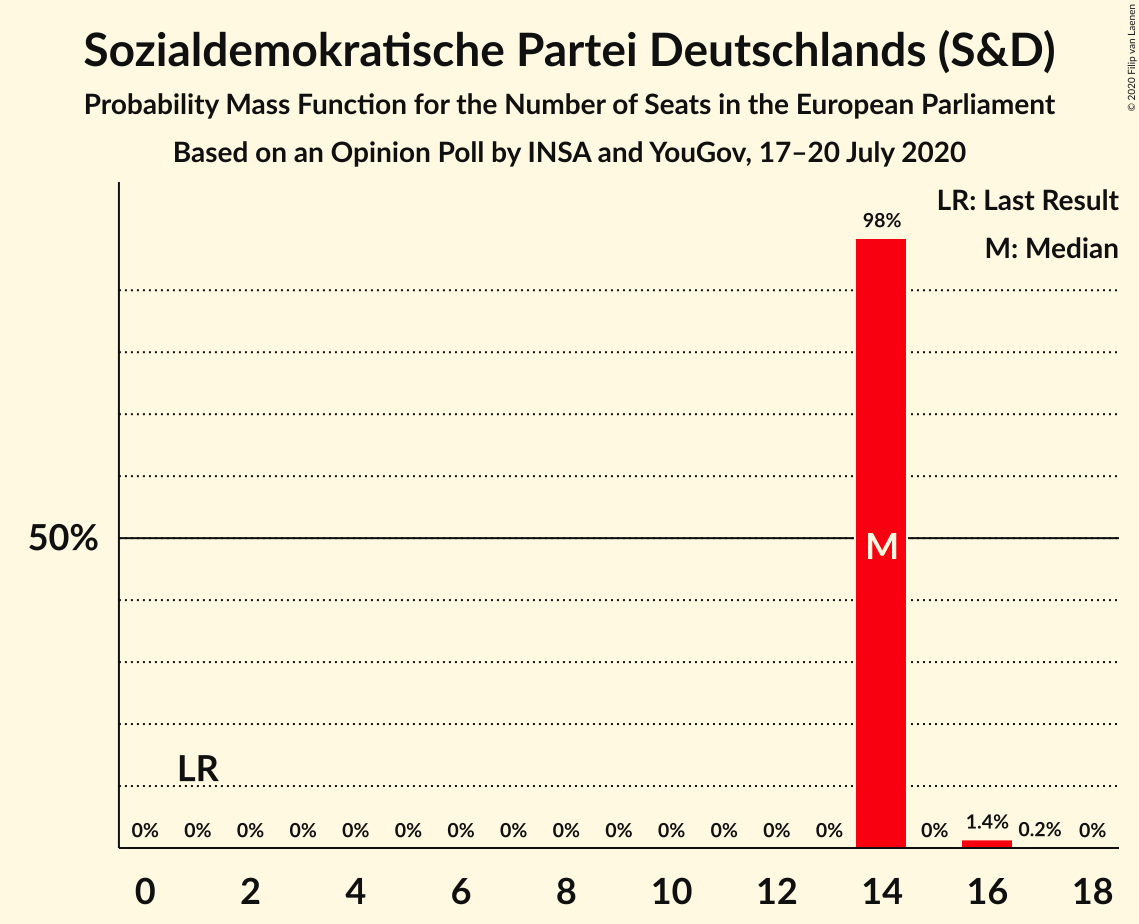 Sozialdemokratische Partei Deutschlands (S&D)
Probability Mass Function for the Number of Seats in the European Parliament
Based on an Opinion Poll by INSA and YouGov, 17–20 July 2020
© 2020 Filip van Laenen
LR: Last Result
M: Median
98%
50%
M
LR
0% 0% 0% 0% 0% 0% 0% 0% 0% 0% 0% 0% 0% 0% 0% 1.4% 0.2% 0%
0 2 4 6 8 10 12 14 16 18